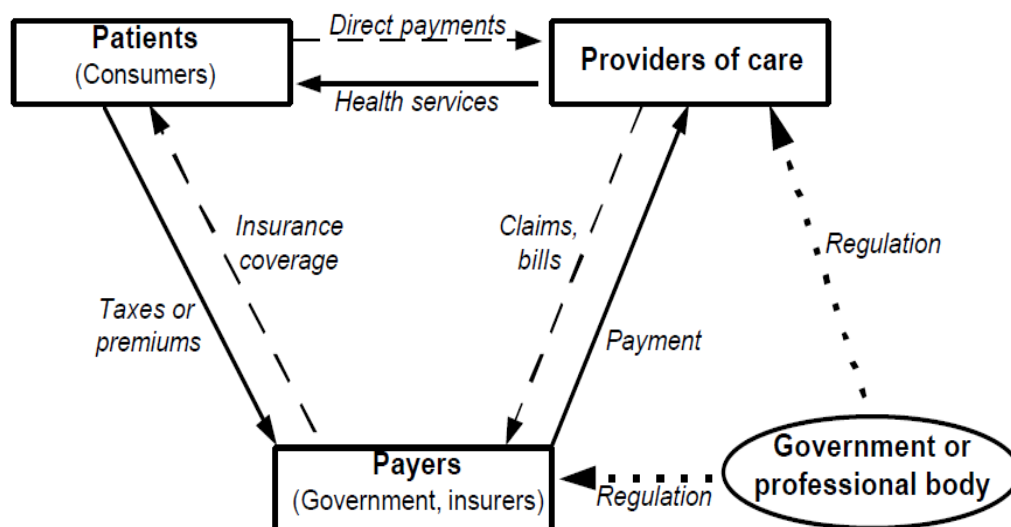 Patients
(Consumers)
Direct payments
Providers of care
Health services
Insurance
coverage
Claims,
bills
Regulation
Taxes or
premiums
Payment
Payers
(Government, insurers)
Regulation
Government or
professional body